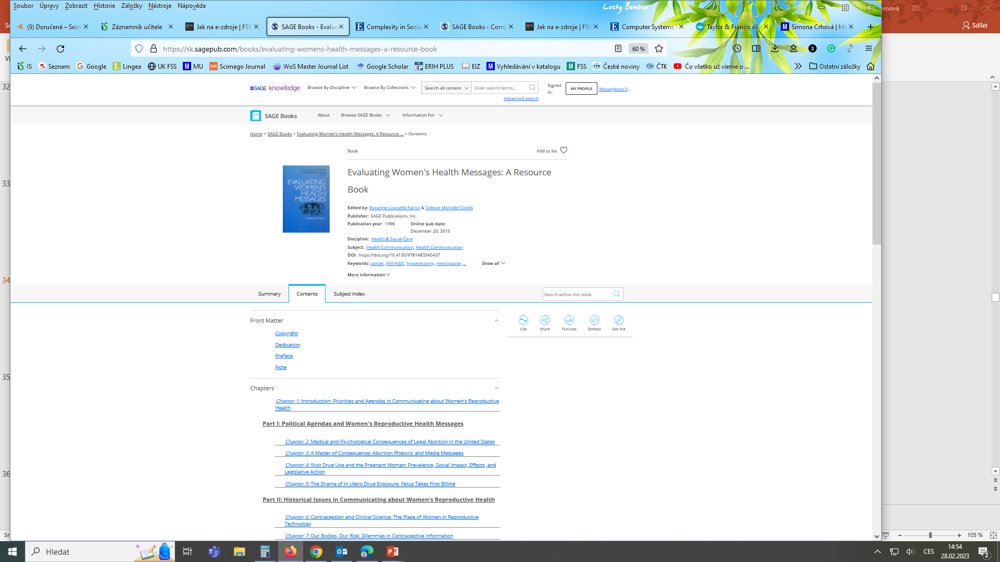 Soubor Úpravy Zobrazit Historie Záložky Nástroje Nápověda
Lucky Bamboo
(9) Doručené – Sezn
Záznamník učitele
Jak na e-zdroje | FSS
SAGE Books - Evalua
Complexity in Social
SAGE Books - Comp
Jak na e-zdroje | FSS
Computer Systems
Taylor & Francis eBo
Simona Crhová | Ma
Sdílet
https://sk.sagepub.com/books/evaluating-womens-health-messages-a-resource-book
60 %
IS Seznam Google Lingea UK FSS MU Scimago Journal WoS Master Journal List Google Scholar ERIH PLUS EIZ Vyhledávání v katalogu FSS České noviny ČTK Čo všetko už vieme o ... Ostatní záložky
SAGE knowledge
Browse By Discipline
Browse By Collections
Search all content
Enter search terms...
Signed in:
MY PROFILE
Masarykova U...
Advanced search
SAGE Books
About
Browse SAGE Books
Information For
Home > SAGE Books > Evaluating Women's Health Messages: A Resource ... > Contents
Book
Add to list
EVALUATING
WOMEN'S
HEALTH
MESSAGES
A Resource Book
Evaluating Women's Health Messages: A Resource
Book
Edited by: Roxanne Louiselle Parrot & Celeste Michelle Condit
Publisher: SAGE Publications, Inc.
Publication year: 1996
Online pub date:
December 20, 2013
Discipline: Health & Social Care
Subject: Health Communication, Health Communication
DOI: https://doi.org/10.4135/9781483345437
Keywords: cancer, HIV/AIDS, hysterectomy, menopause, ...
Show all
More information
Summary
Contents
Subject index
Search within this book
Front Matter
Copyright
Dedication
Preface
Note
Cite
Share
Text size
Embed
Get link
Chapters
Chapter 1: Introduction: Priorities and Agendas in Communicating about Women's Reproductive
Health
Part I: Political Agendas and Women's Reproductive Health Messages
Chapter 2: Medical and Psychological Consequences of Legal Abortion in the United States
Chapter 3: A Matter of Consequence: Abortion Rhetoric and Media Messages
Chapter 4: Illicit Drug Use and the Pregnant Woman: Prevalence, Social Impact, Effects, and
Legislative Action
Chapter 5: The Drama of in Utero Drug Exposure: Fetus Takes First Billing
Part II: Historical Issues in Communicating about Women's Reproductive Health
Chapter 6: Contraception and Clinical Science: The Place of Women in Reproductive
Technology
Chapter 7: Our Bodies, Our Risk: Dilemmas in Contraceptive Information
32
33
34
35
36
105 %
Hledat
CES
14:54
28.02.2023
2